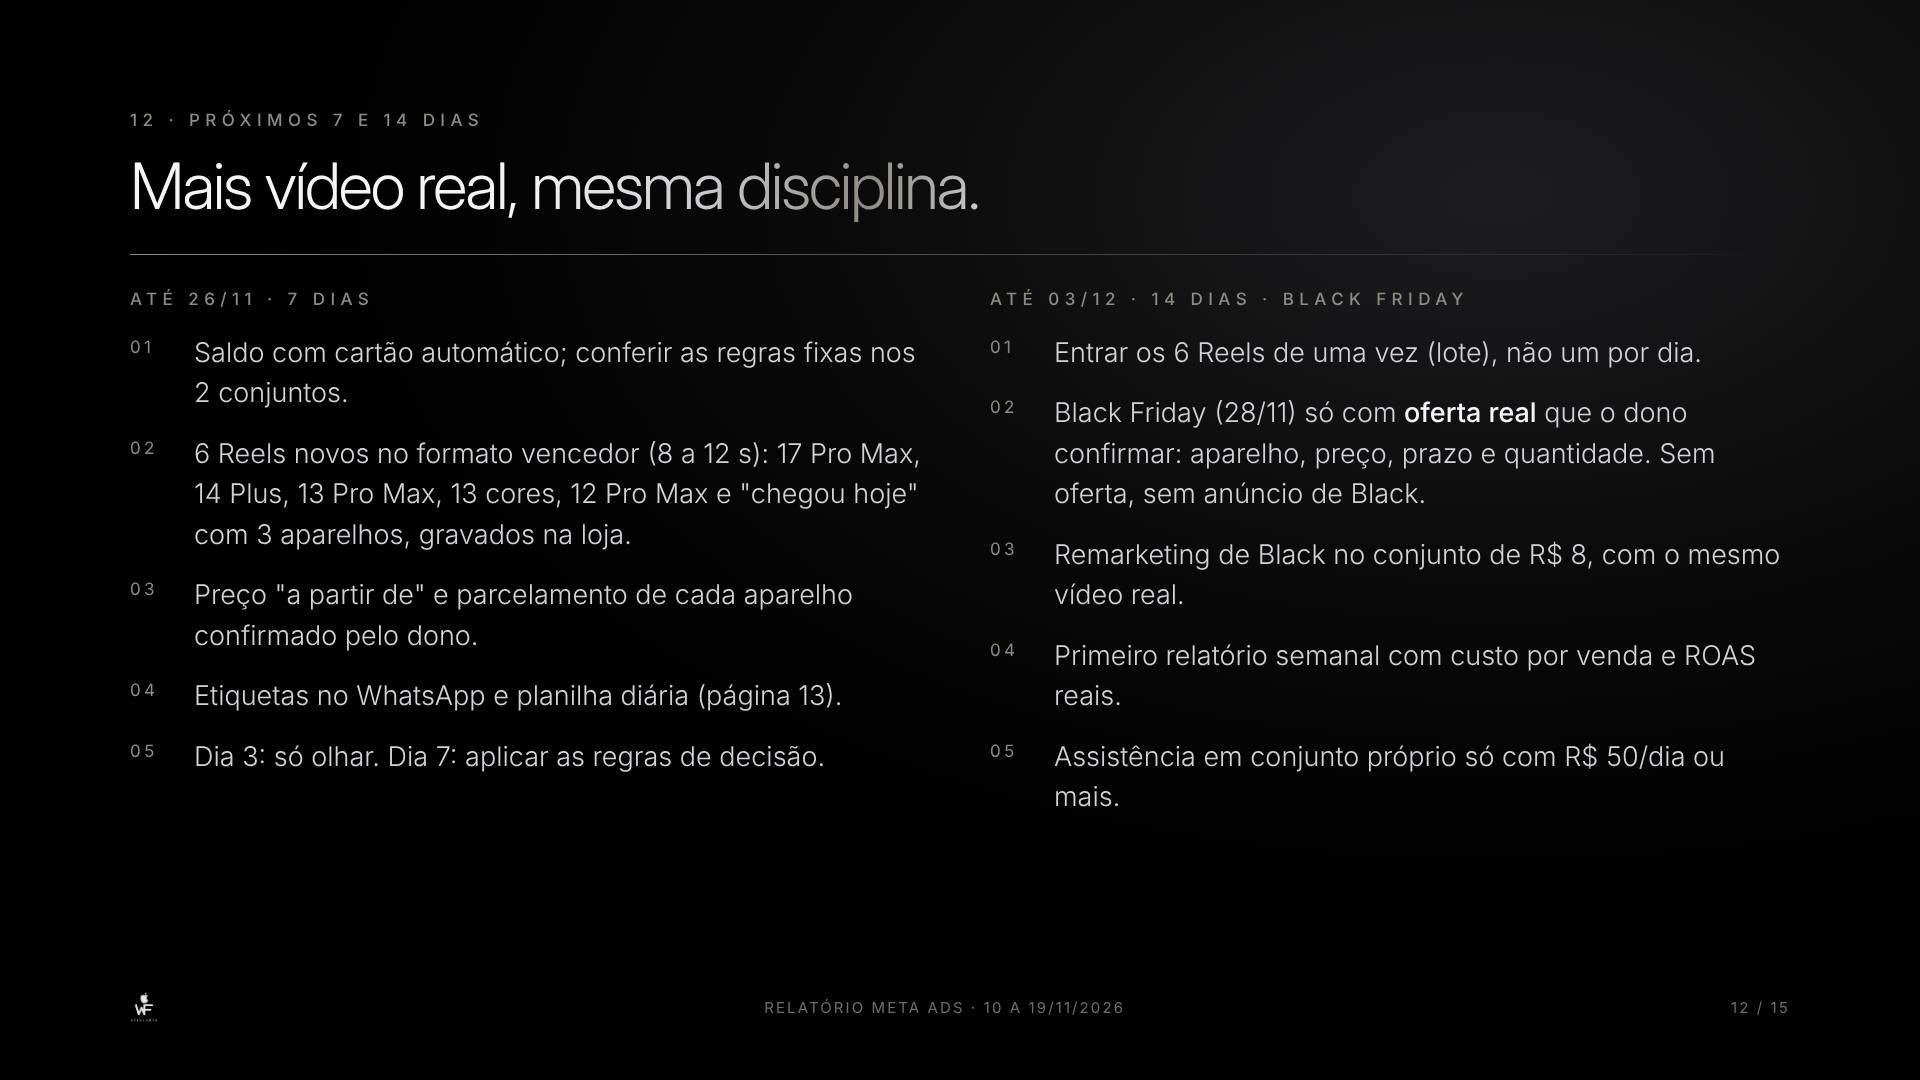 12 · PRÓXIMOS 7 E 14 DIAS
Mais vídeo real, mesma disciplina.
ATÉ 26/11 · 7 DIAS
01 Saldo com cartão automático; conferir as regras fixas nos
2 conjuntos.
02 6 Reels novos no formato vencedor (8 a 12 s): 17 Pro Max,
14 Plus, 13 Pro Max, 13 cores, 12 Pro Max e "chegou hoje"
com 3 aparelhos, gravados na loja.
03 Preço "a partir de" e parcelamento de cada aparelho
confirmado pelo dono.
04 Etiquetas no WhatsApp e planilha diária (página 13).
05 Dia 3: só olhar. Dia 7: aplicar as regras de decisão.
ATÉ 03/12 · 14 DIAS · BLACK FRIDAY
01 Entrar os 6 Reels de uma vez (lote), não um por dia.
02 Black Friday (28/11) só com oferta real que o dono
confirmar: aparelho, preço, prazo e quantidade. Sem
oferta, sem anúncio de Black.
03 Remarketing de Black no conjunto de R$ 8, com o mesmo
vídeo real.
04 Primeiro relatório semanal com custo por venda e ROAS
reais.
05 Assistência em conjunto próprio só com R$ 50/dia ou
mais.
WF
RELATÓRIO META ADS · 10 A 19/11/2026
12 / 15